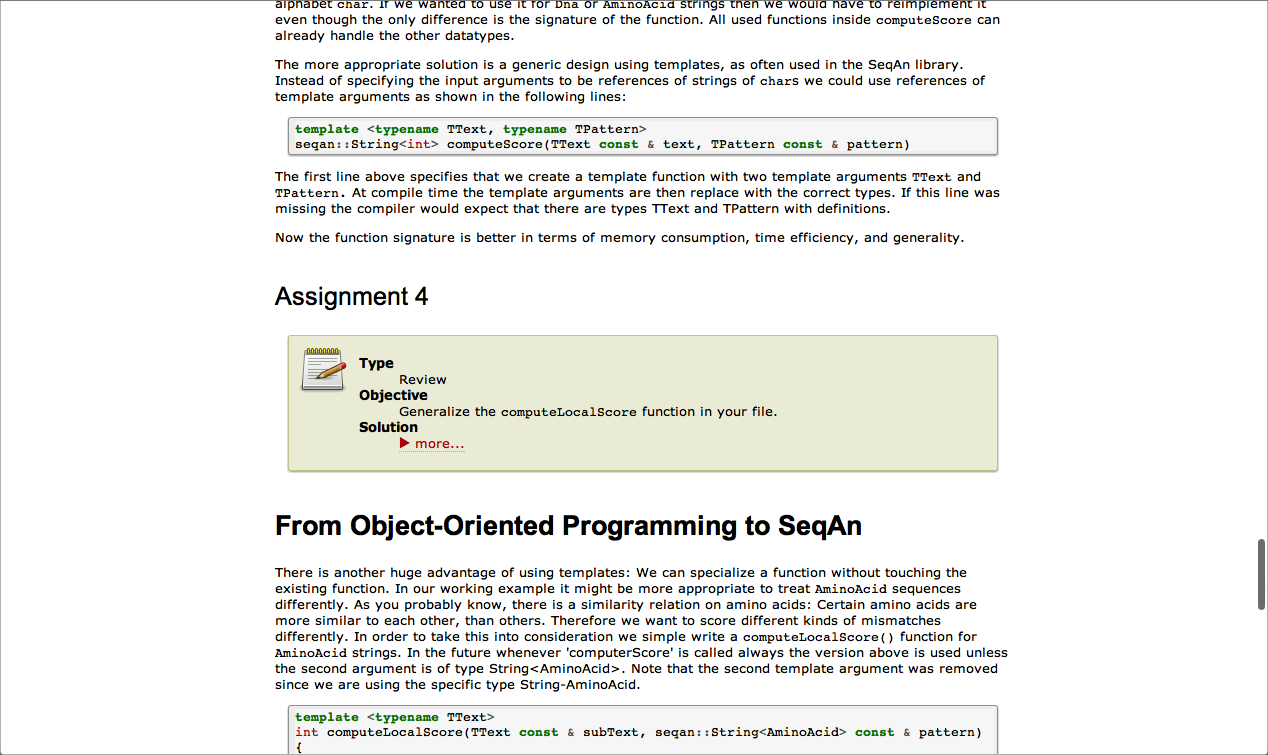 alphabet char. If we wanted to use it for Dna or AminoAcid strings then we would have to reimplement it
even though the only difference is the signature of the function. All used functions inside computeScore can
already handle the other datatypes.
The more appropriate solution is a generic design using templates, as often used in the SeqAn library.
Instead of specifying the input arguments to be references of strings of chars we could use references of
template arguments as shown in the following lines:
template <typename TText, typename TPattern>
seqan::String<int> computeScore(TText const & text, TPattern const & pattern)
The first line above specifies that we create a template function with two template arguments TText and
TPattern. At compile time the template arguments are then replace with the correct types. If this line was
missing the compiler would expect that there are types TText and TPattern with definitions.
Now the function signature is better in terms of memory consumption, time efficiency, and generality.
Assignment 4
Type
Review
Objective
Generalize the computeLocalScore function in your file.
Solution
more...
From Object-Oriented Programming to SeqAn
There is another huge advantage of using templates: We can specialize a function without touching the
existing function. In our working example it might be more appropriate to treat AminoAcid sequences
differently. As you probably know, there is a similarity relation on amino acids: Certain amino acids are
more similar to each other, than others. Therefore we want to score different kinds of mismatches
differently. In order to take this into consideration we simple write a computeLocalScore() function for
AminoAcid strings. In the future whenever 'computerScore' is called always the version above is used unless
the second argument is of type String<AminoAcid>. Note that the second template argument was removed
since we are using the specific type String-AminoAcid.
template <typename TText>
int computeLocalScore(TText const & subText, seqan::String<AminoAcid> const & pattern)
{